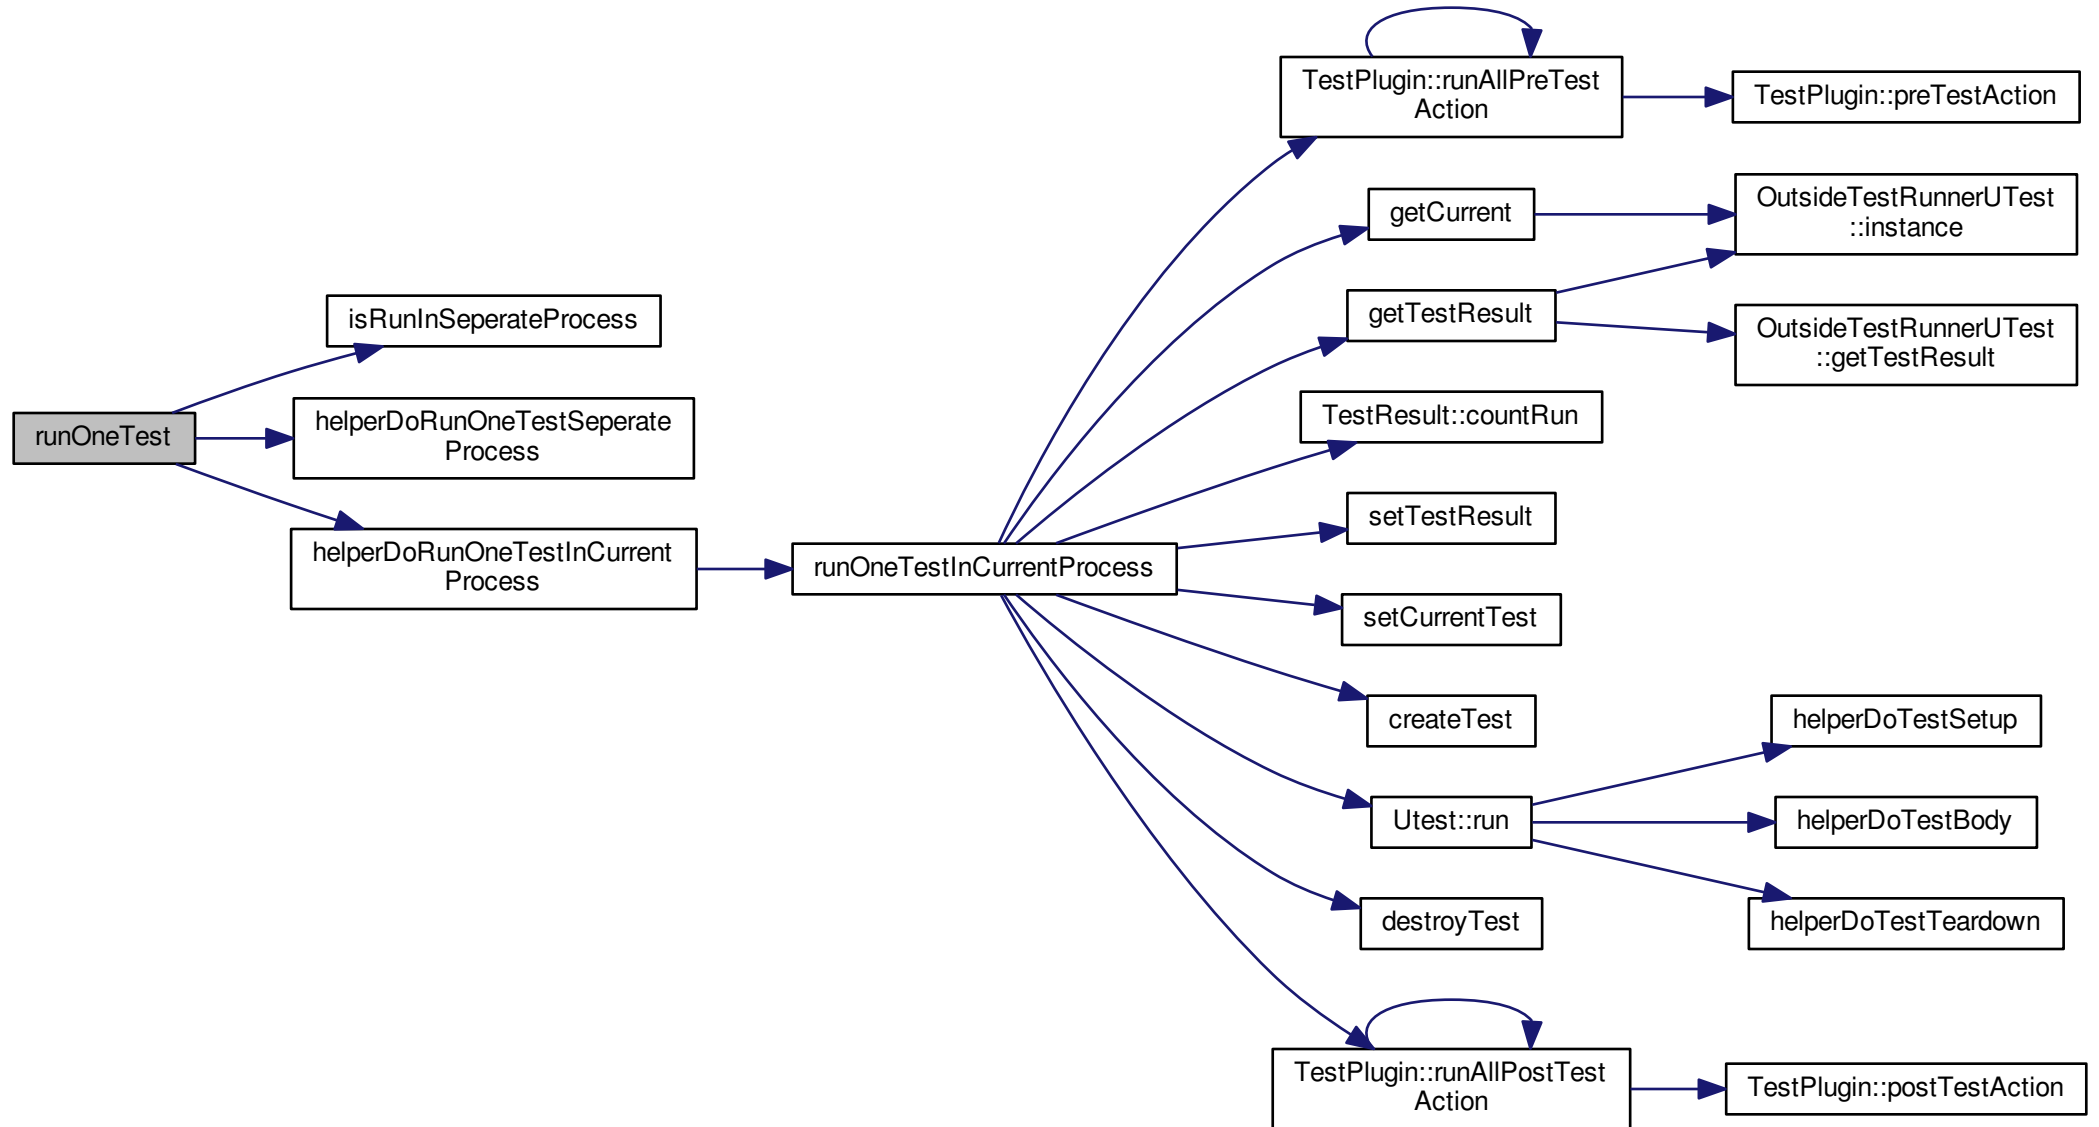 runOneTest
isRunInSeperateProcess
helperDoRunOneTestSeperate
Process
helperDoRunOneTestInCurrent
Process
runOneTestInCurrentProcess
TestPlugin::runAllPreTest
Action
getCurrent
getTestResult
TestResult::countRun
setTestResult
setCurrentTest
createTest
Utest::run
destroyTest
TestPlugin::runAllPostTest
Action
TestPlugin::preTestAction
OutsideTestRunnerUTest
::instance
OutsideTestRunnerUTest
::getTestResult
helperDoTestSetup
helperDoTestBody
helperDoTestTeardown
TestPlugin::postTestAction